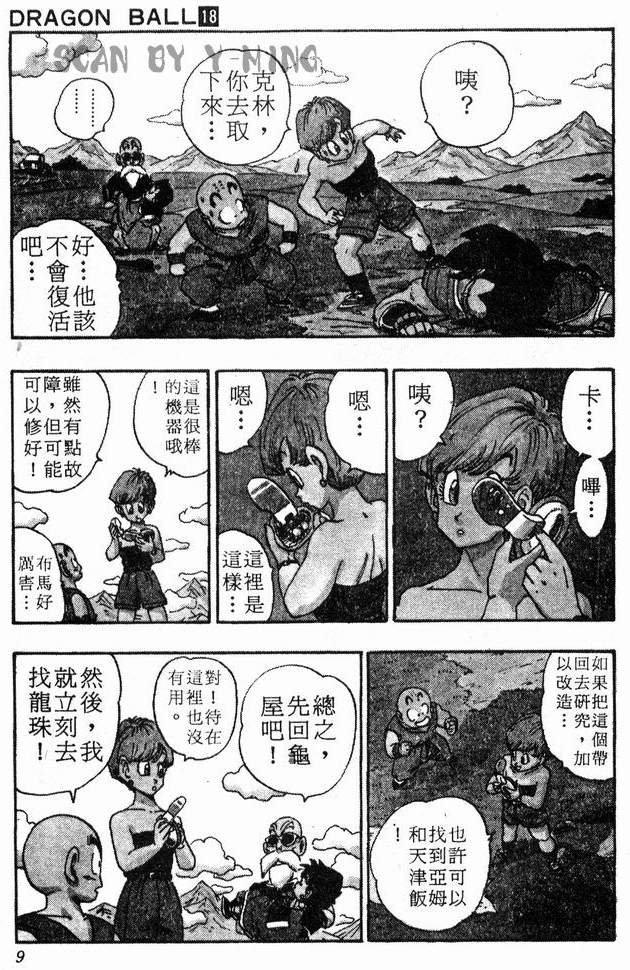 DRAGON BALL 18
SCAN BY Y-MING
咦？
克林，
你去取
下來…
……
好…他該
不會復活
吧…
卡…
嗶…
咦？
嗯…
嗯…
這裡是
這樣…
這是很棒
的機器哦
！
雖然有點故
障，但可能
可以修好！
布馬好
厲害…
如果把這個帶
回去研究，加
以改造…
也許可以
找到亞姆
和天津飯
！
總之，
先回龜
屋吧！
對！待在
這裡也沒
有用。
然後，我
就立刻去
找龍珠！
9